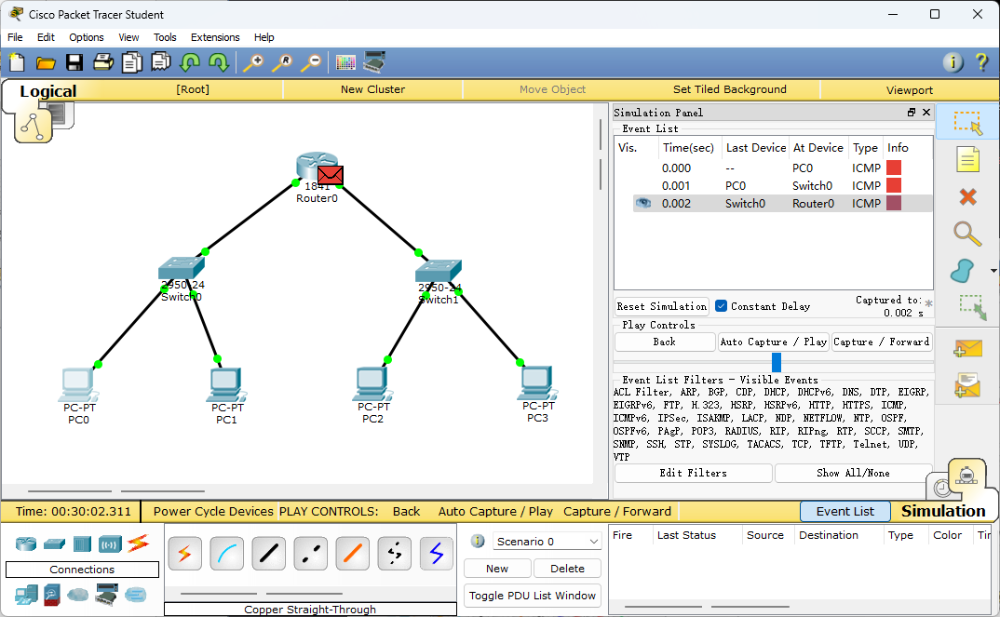 Cisco Packet Tracer Student
File Edit Options View Tools Extensions Help
Logical [Root] New Cluster Move Object Set Tiled Background Viewport
1841
Router0
2950-24
Switch0
2950-24
Switch1
PC-PT
PC0
PC-PT
PC1
PC-PT
PC2
PC-PT
PC3
Simulation Panel
Event List
Vis. Time(sec) Last Device At Device Type Info
0.000 -- PC0 ICMP
0.001 PC0 Switch0 ICMP
0.002 Switch0 Router0 ICMP
Reset Simulation Constant Delay Captured to: *
0.002 s
Play Controls
Back Auto Capture / Play Capture / Forward
Event List Filters - Visible Events
ACL Filter, ARP, BGP, CDP, DHCP, DHCPv6, DNS, DTP, EIGRP,
EIGRPv6, FTP, H.323, HSRP, HSRPv6, HTTP, HTTPS, ICMP,
ICMPv6, IPSec, ISAKMP, LACP, NDP, NETFLOW, NTP, OSPF,
OSPFv6, PAgP, POP3, RADIUS, RIP, RIPng, RTP, SCCP, SMTP,
SNMP, SSH, STP, SYSLOG, TACACS, TCP, TFTP, Telnet, UDP,
VTP
Edit Filters Show All/None
Time: 00:30:02.311 Power Cycle Devices PLAY CONTROLS: Back Auto Capture / Play Capture / Forward Event List Simulation
Connections
Copper Straight-Through
Scenario 0
New Delete
Toggle PDU List Window
Fire Last Status Source Destination Type Color Tir